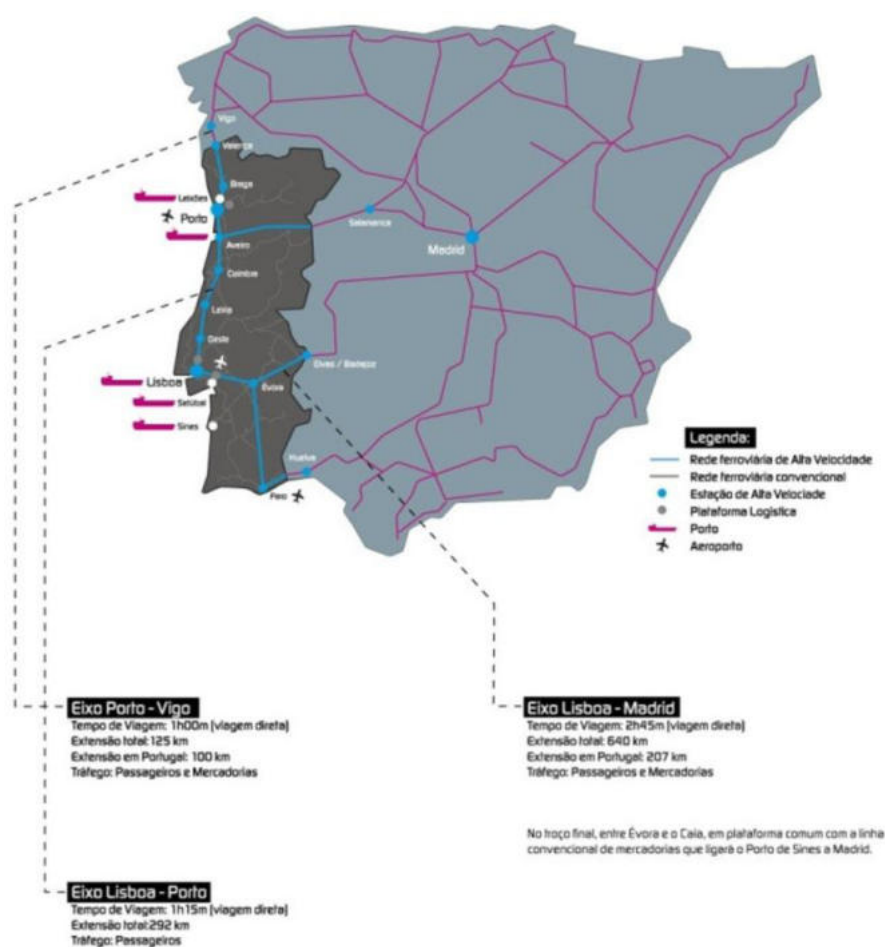 Vigo
Valença
Braga
Leixões
Porto
Aveiro
Salamanca
Madrid
Coimbra
Leiria
Oeste
Lisboa
Évora
Elvas / Badajoz
Setúbal
Sines
Huelva
Faro
Legenda:
Rede ferroviária de Alta Velocidade
Rede ferroviária convencional
Estação de Alta Velociade
Plataforma Logística
Porto
Aeroporto
Eixo Porto - Vigo
Tempo de Viagem: 1h00m (viagem direta)
Extensão total: 125 km
Extensão em Portugal: 100 km
Tráfego: Passageiros e Mercadorias
Eixo Lisboa - Madrid
Tempo de Viagem: 2h45m (viagem direta)
Extensão total: 640 km
Extensão em Portugal: 207 km
Tráfego: Passageiros e Mercadorias
No troço final, entre Évora e o Caia, em plataforma comum com a linha
convencional de mercadorias que ligará o Porto de Sines a Madrid.
Eixo Lisboa - Porto
Tempo de Viagem: 1h15m (viagem direta)
Extensão total:292 km
Tráfego: Passageiros